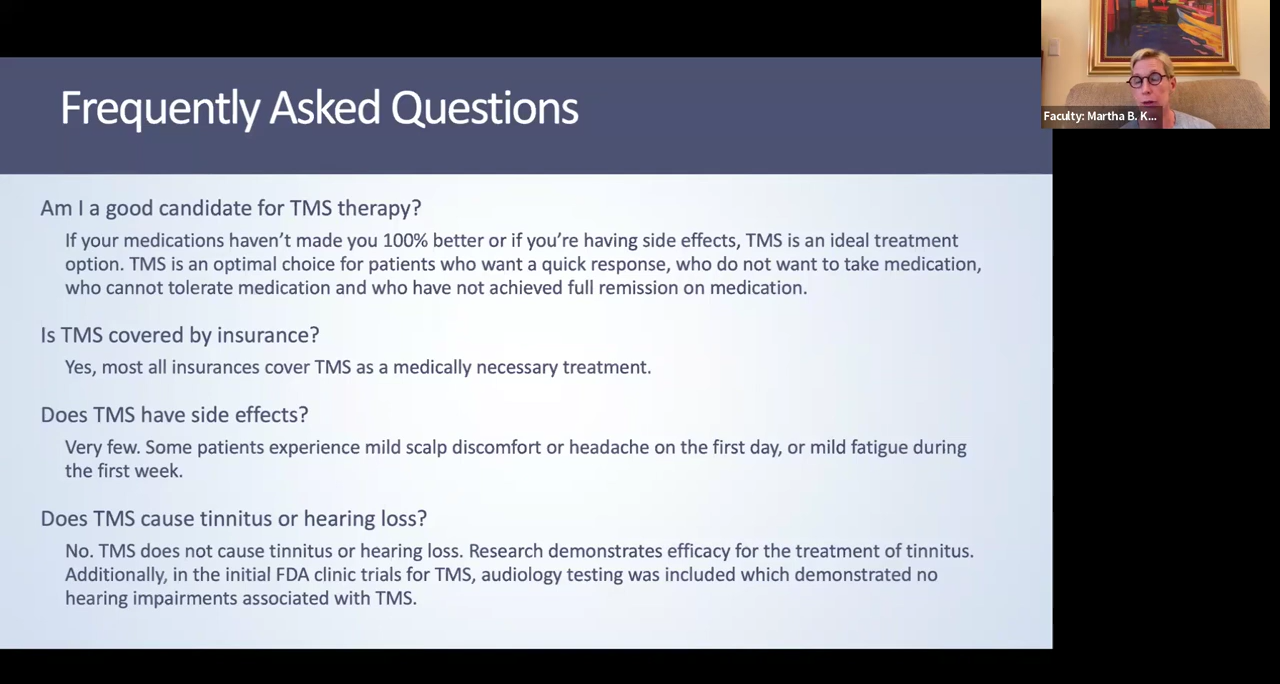 Frequently Asked Questions
Faculty: Martha B. K...
Am I a good candidate for TMS therapy?
If your medications haven't made you 100% better or if you're having side effects, TMS is an ideal treatment
option. TMS is an optimal choice for patients who want a quick response, who do not want to take medication,
who cannot tolerate medication and who have not achieved full remission on medication.
Is TMS covered by insurance?
Yes, most all insurances cover TMS as a medically necessary treatment.
Does TMS have side effects?
Very few. Some patients experience mild scalp discomfort or headache on the first day, or mild fatigue during
the first week.
Does TMS cause tinnitus or hearing loss?
No. TMS does not cause tinnitus or hearing loss. Research demonstrates efficacy for the treatment of tinnitus.
Additionally, in the initial FDA clinic trials for TMS, audiology testing was included which demonstrated no
hearing impairments associated with TMS.